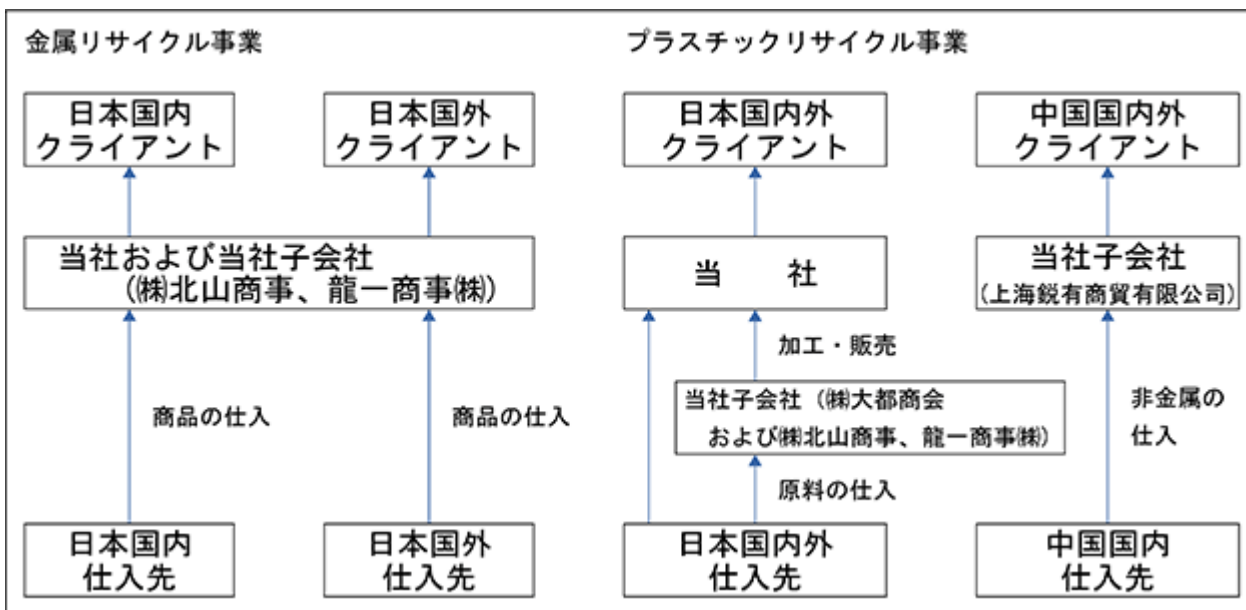 金属リサイクル事業
日本国内
クライアント
日本国外
クライアント
当社および当社子会社
(㈱北山商事、龍一商事㈱)
商品の仕入
商品の仕入
日本国内
仕入先
日本国外
仕入先
プラスチックリサイクル事業
日本国内外
クライアント
中国国内外
クライアント
当 社
当社子会社
(上海鋭有商貿有限公司)
加工・販売
当社子会社(㈱大都商会
および㈱北山商事、龍一商事㈱)
非金属の
仕入
原料の仕入
日本国内外
仕入先
中国国内
仕入先